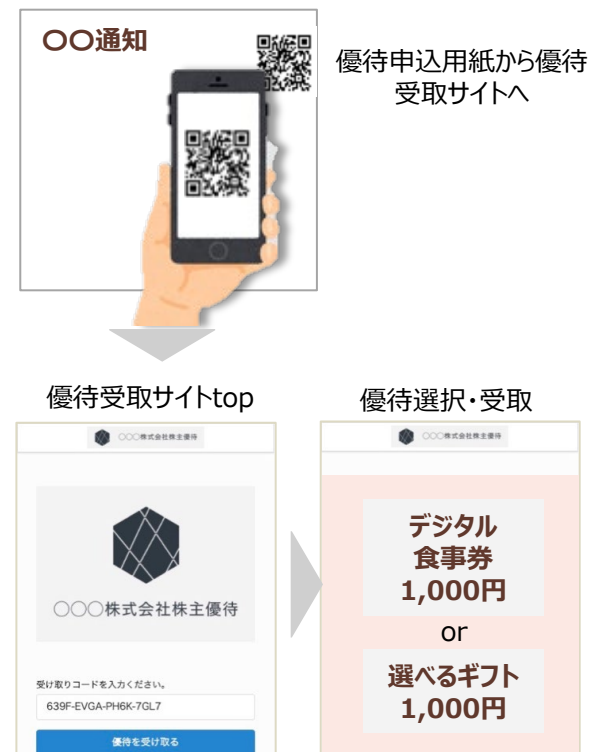 〇〇通知
優待申込用紙から優待
受取サイトへ
優待受取サイトtop
〇〇〇株式会社株主優待
〇〇〇株式会社株主優待
受け取りコードを入力ください。
639F-EVGA-PH6K-7GL7
優待を受け取る
優待選択・受取
〇〇〇株式会社株主優待
デジタル
食事券
1,000円
or
選べるギフト
1,000円